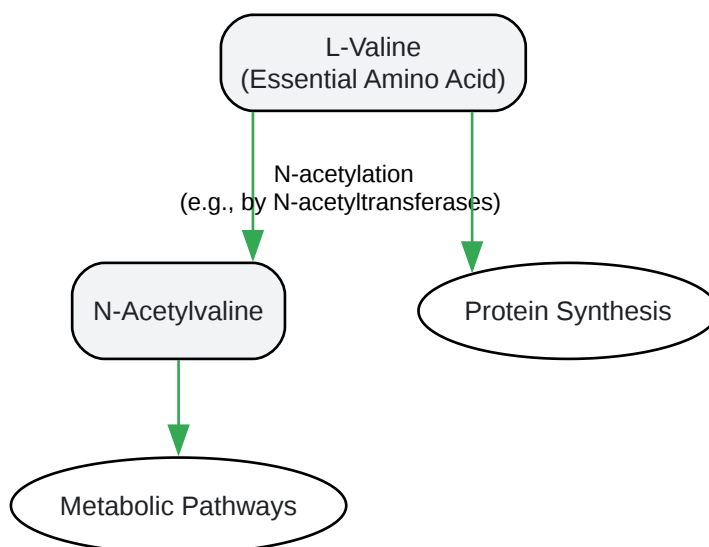 L-Valine
(Essential Amino Acid)
N-acetylation
(e.g., by N-acetyltransferases)
N-Acetylvaline
Protein Synthesis
Metabolic Pathways